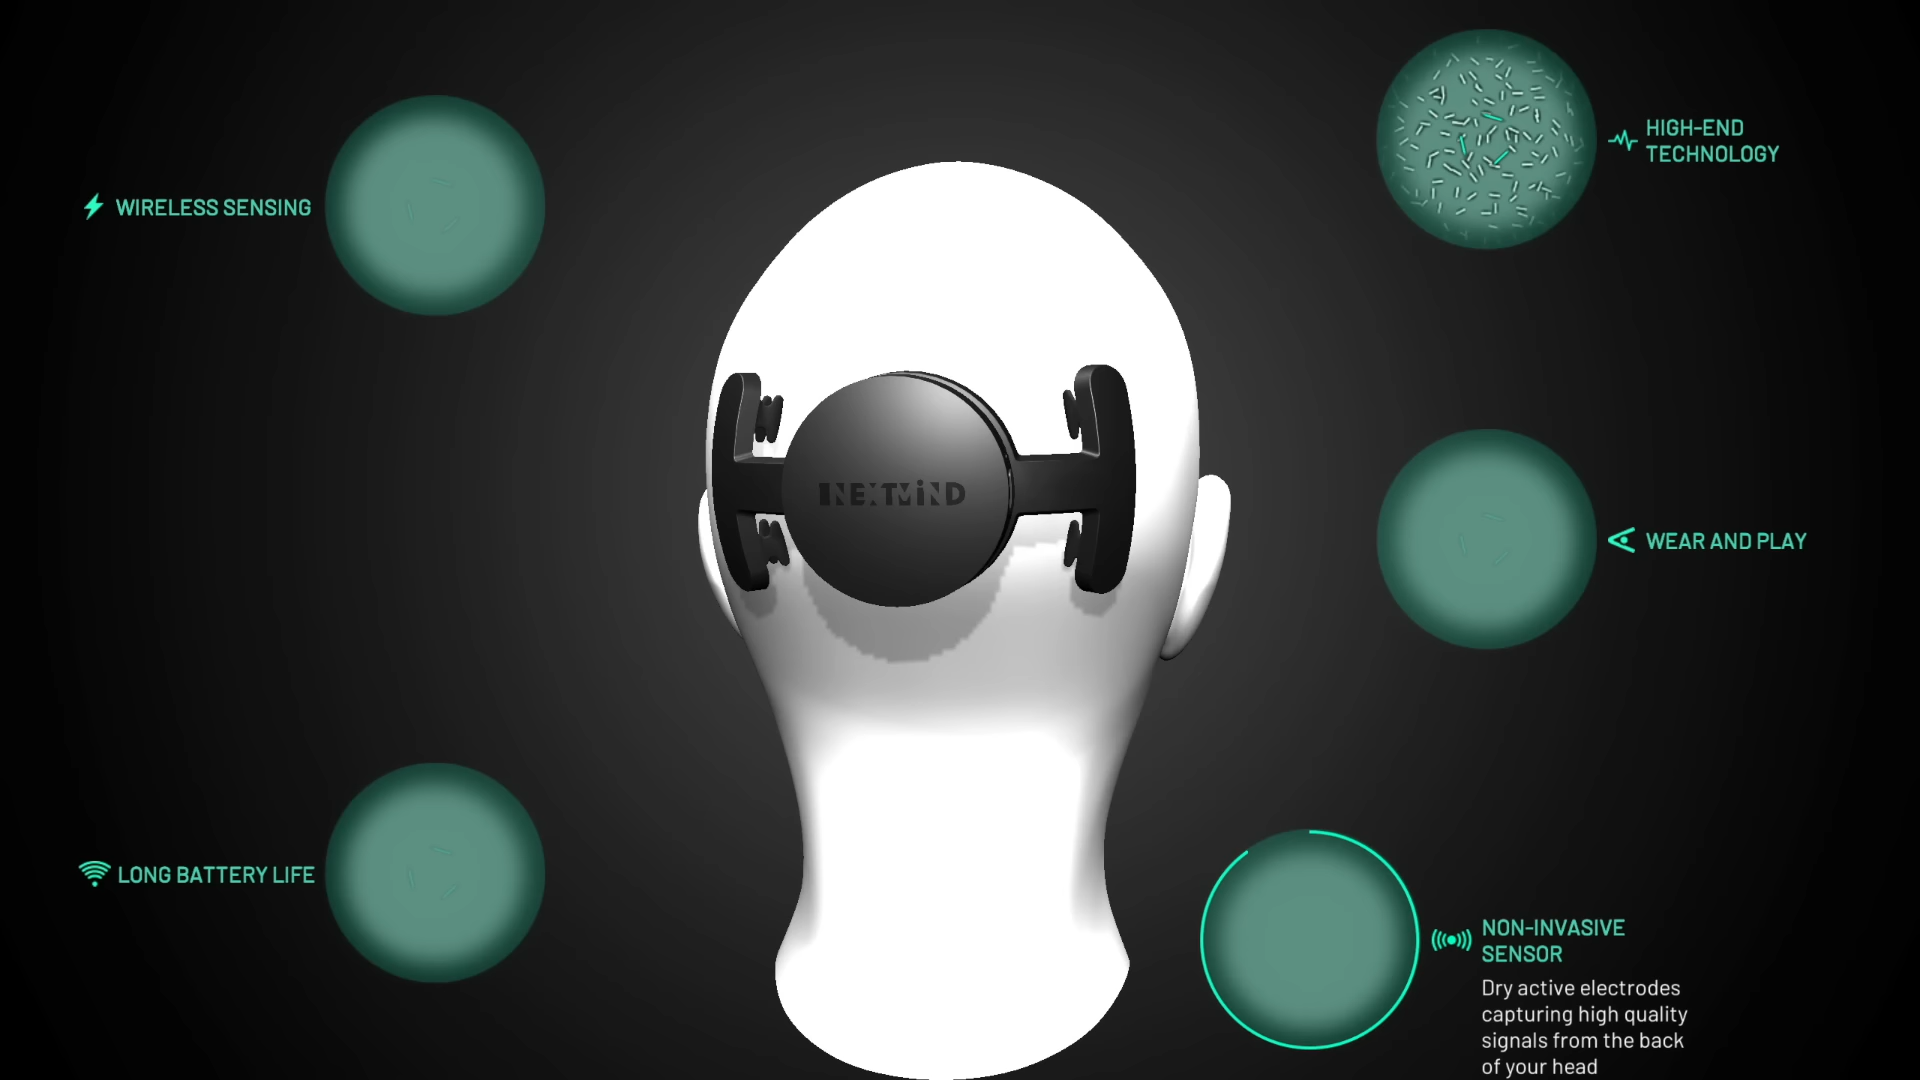 HIGH-END
TECHNOLOGY
WIRELESS SENSING
NEXTMiND
WEAR AND PLAY
LONG BATTERY LIFE
NON-INVASIVE
SENSOR
Dry active electrodes
capturing high quality
signals from the back
of your head